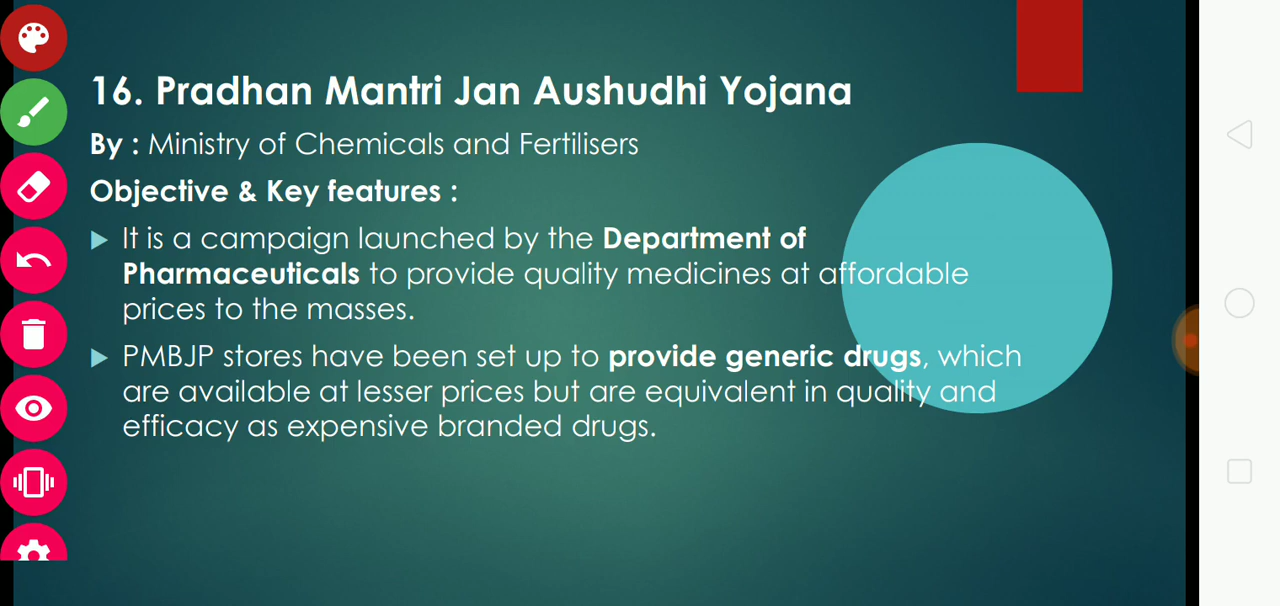 16. Pradhan Mantri Jan Aushudhi Yojana
By : Ministry of Chemicals and Fertilisers
Objective & Key features :
It is a campaign launched by the Department of
Pharmaceuticals to provide quality medicines at affordable
prices to the masses.
PMBJP stores have been set up to provide generic drugs, which
are available at lesser prices but are equivalent in quality and
efficacy as expensive branded drugs.